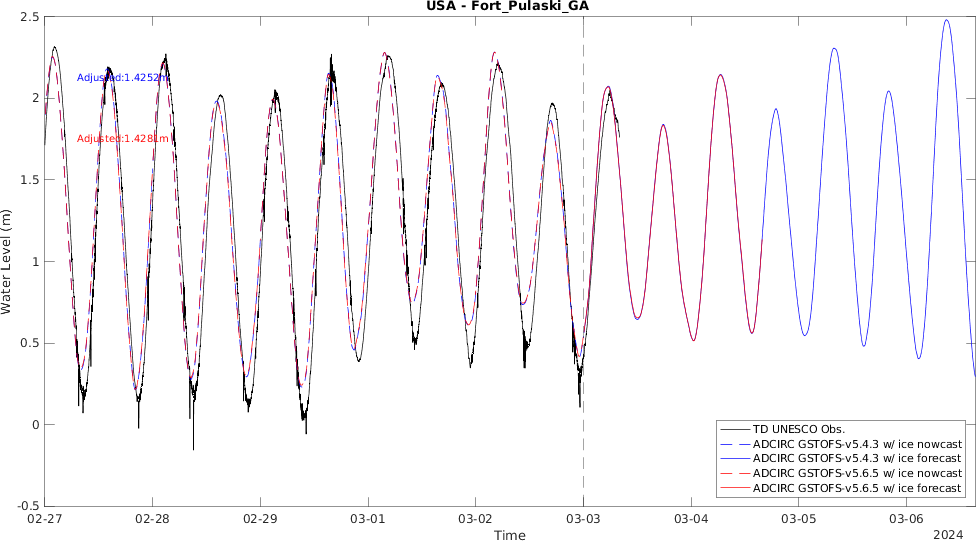 USA - Fort_Pulaski_GA
2.5
Adjusted:1.4252m
2
Adjusted:1.4281m
1.5
Water Level (m)
1
0.5
0
-0.5
TD UNESCO Obs.
ADCIRC GSTOFS-v5.4.3 w/ ice nowcast
ADCIRC GSTOFS-v5.4.3 w/ ice forecast
ADCIRC GSTOFS-v5.6.5 w/ ice nowcast
ADCIRC GSTOFS-v5.6.5 w/ ice forecast
02-27 02-28 02-29 03-01 03-02 03-03 03-04 03-05 03-06
Time
2024